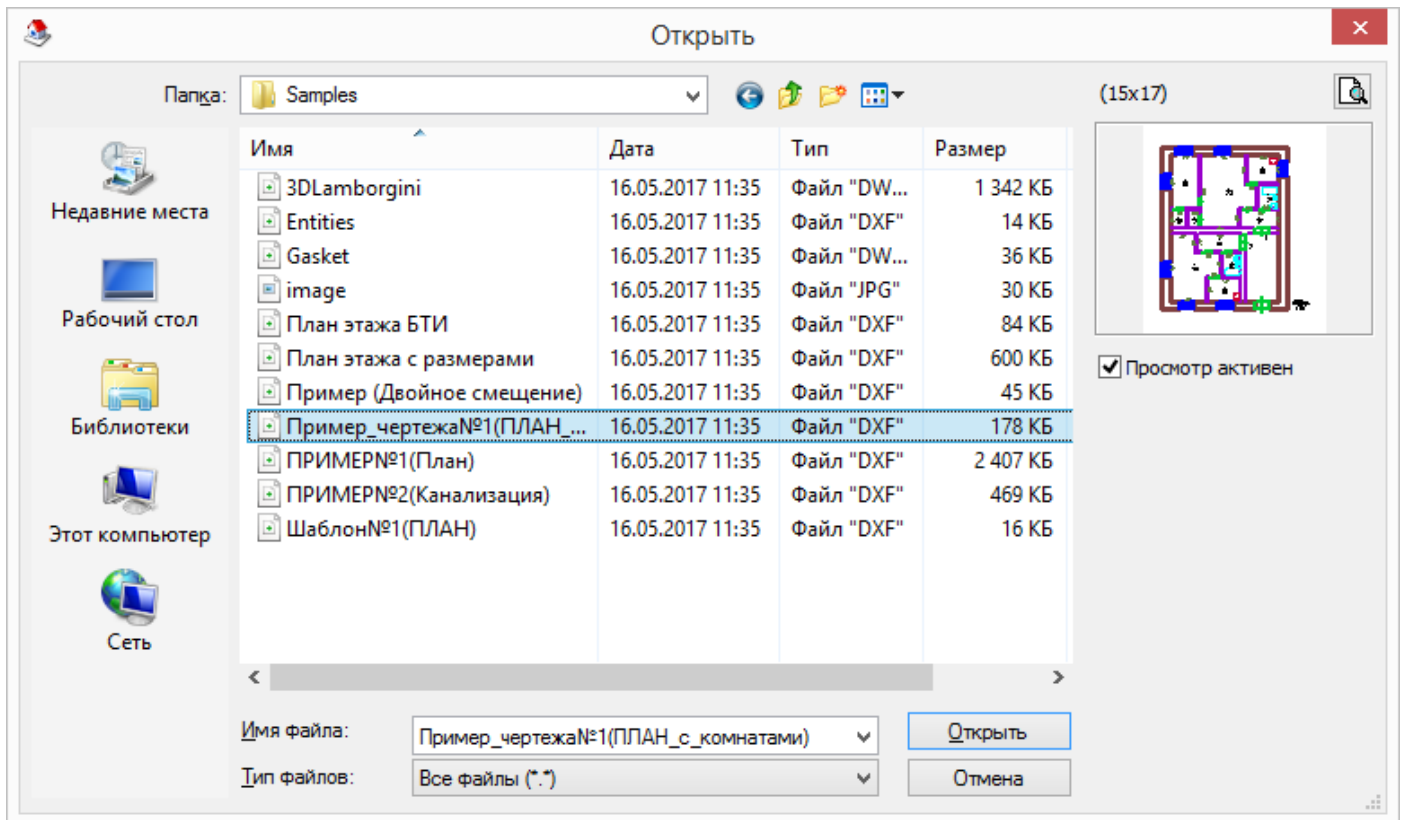 Открыть
Папка: Samples
(15x17)
Имя Дата Тип Размер
3DLamborgini 16.05.2017 11:35 Файл "DW... 1 342 КБ
Entities 16.05.2017 11:35 Файл "DXF" 14 КБ
Gasket 16.05.2017 11:35 Файл "DW... 36 КБ
image 16.05.2017 11:35 Файл "JPG" 30 КБ
План этажа БТИ 16.05.2017 11:35 Файл "DXF" 84 КБ
План этажа с размерами 16.05.2017 11:35 Файл "DXF" 600 КБ
Пример (Двойное смещение) 16.05.2017 11:35 Файл "DXF" 45 КБ
Пример_чертежа№1(ПЛАН_... 16.05.2017 11:35 Файл "DXF" 178 КБ
ПРИМЕР№1(План) 16.05.2017 11:35 Файл "DXF" 2 407 КБ
ПРИМЕР№2(Канализация) 16.05.2017 11:35 Файл "DXF" 469 КБ
Шаблон№1(ПЛАН) 16.05.2017 11:35 Файл "DXF" 16 КБ
Недавние места
Рабочий стол
Библиотеки
Этот компьютер
Сеть
Просмотр активен
Имя файла: Пример_чертежа№1(ПЛАН_с_комнатами) Открыть
Тип файлов: Все файлы (*.*) Отмена